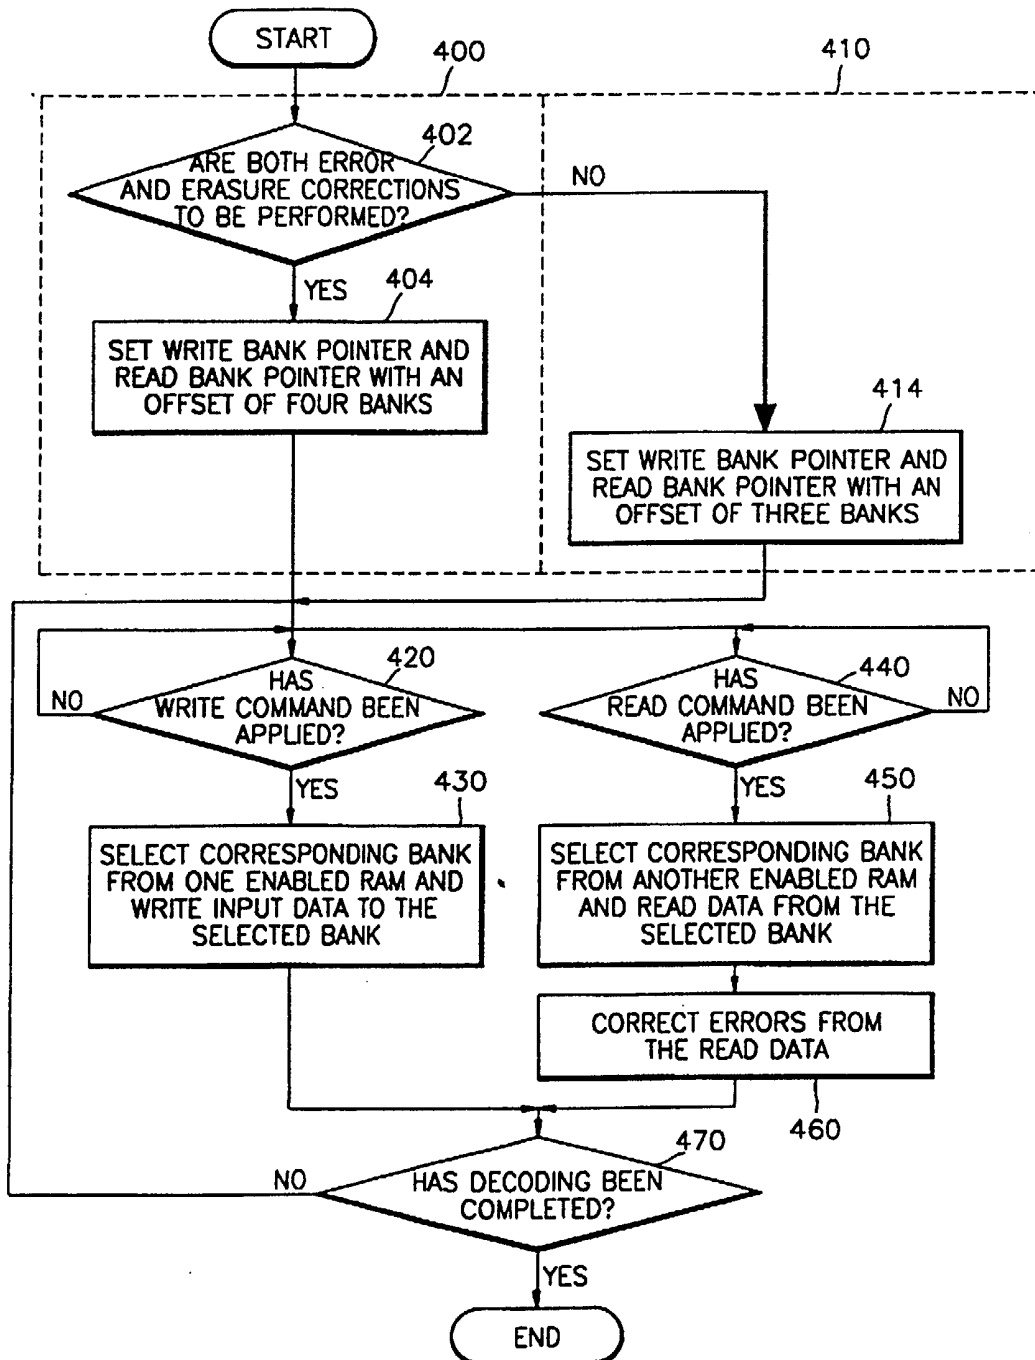 START
400
410
402
ARE BOTH ERROR
AND ERASURE CORRECTIONS
TO BE PERFORMED?
NO
YES
404
SET WRITE BANK POINTER AND
READ BANK POINTER WITH AN
OFFSET OF FOUR BANKS
414
SET WRITE BANK POINTER AND
READ BANK POINTER WITH AN
OFFSET OF THREE BANKS
420
HAS
WRITE COMMAND BEEN
APPLIED?
NO
YES
440
HAS
READ COMMAND BEEN
APPLIED?
NO
YES
430
SELECT CORRESPONDING BANK
FROM ONE ENABLED RAM AND
WRITE INPUT DATA TO THE
SELECTED BANK
450
SELECT CORRESPONDING BANK
FROM ANOTHER ENABLED RAM
AND READ DATA FROM THE
SELECTED BANK
CORRECT ERRORS FROM
THE READ DATA
460
470
HAS DECODING BEEN
COMPLETED?
NO
YES
END